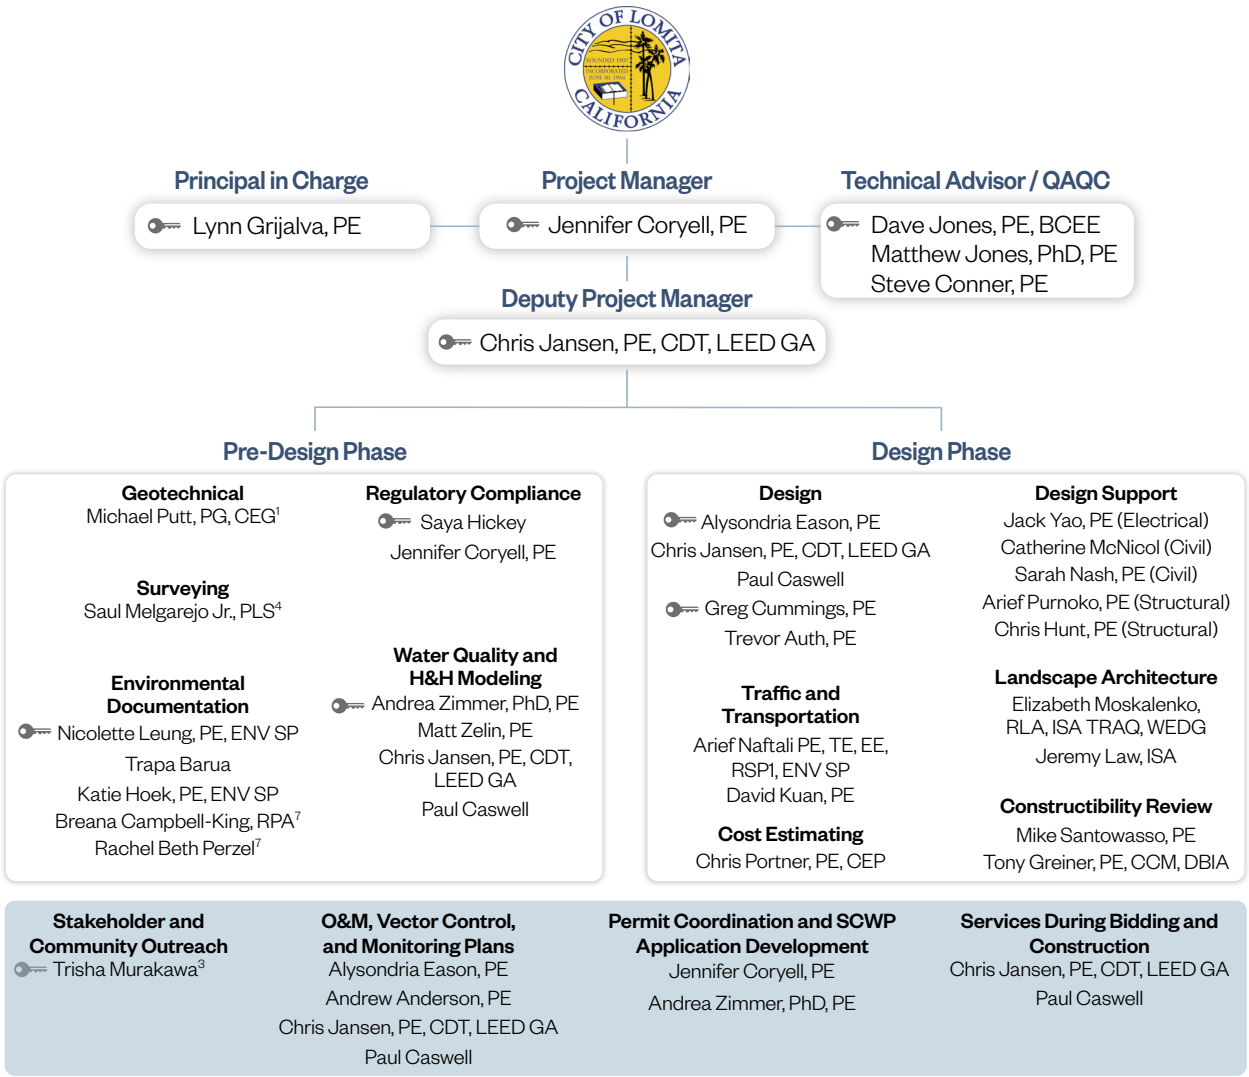 CITY OF LOMITA
FOUNDED 1907
INCORPORATED
JUNE 30, 1964
CALIFORNIA
Principal in Charge
Lynn Grijalva, PE
Project Manager
Jennifer Coryell, PE
Technical Advisor / QAQC
Dave Jones, PE, BCEE
Matthew Jones, PhD, PE
Steve Conner, PE
Deputy Project Manager
Chris Jansen, PE, CDT, LEED GA
Pre-Design Phase
Geotechnical
Michael Putt, PG, CEG¹
Surveying
Saul Melgarejo Jr., PLS⁴
Environmental
Documentation
Nicolette Leung, PE, ENV SP
Trapa Barua
Katie Hoek, PE, ENV SP
Breana Campbell-King, RPA⁷
Rachel Beth Perzel⁷
Regulatory Compliance
Saya Hickey
Jennifer Coryell, PE
Water Quality and
H&H Modeling
Andrea Zimmer, PhD, PE
Matt Zelin, PE
Chris Jansen, PE, CDT,
LEED GA
Paul Caswell
Design Phase
Design
Alysondria Eason, PE
Chris Jansen, PE, CDT, LEED GA
Paul Caswell
Greg Cummings, PE
Trevor Auth, PE
Traffic and
Transportation
Arief Naftali PE, TE, EE,
RSP1, ENV SP
David Kuan, PE
Cost Estimating
Chris Portner, PE, CEP
Design Support
Jack Yao, PE (Electrical)
Catherine McNicol (Civil)
Sarah Nash, PE (Civil)
Arief Purnoko, PE (Structural)
Chris Hunt, PE (Structural)
Landscape Architecture
Elizabeth Moskalenko,
RLA, ISA TRAQ, WEDG
Jeremy Law, ISA
Constructibility Review
Mike Santowasso, PE
Tony Greiner, PE, CCM, DBIA
Stakeholder and
Community Outreach
Trisha Murakawa³
O&M, Vector Control,
and Monitoring Plans
Alysondria Eason, PE
Andrew Anderson, PE
Chris Jansen, PE, CDT, LEED GA
Paul Caswell
Permit Coordination and SCWP
Application Development
Jennifer Coryell, PE
Andrea Zimmer, PhD, PE
Services During Bidding and
Construction
Chris Jansen, PE, CDT, LEED GA
Paul Caswell